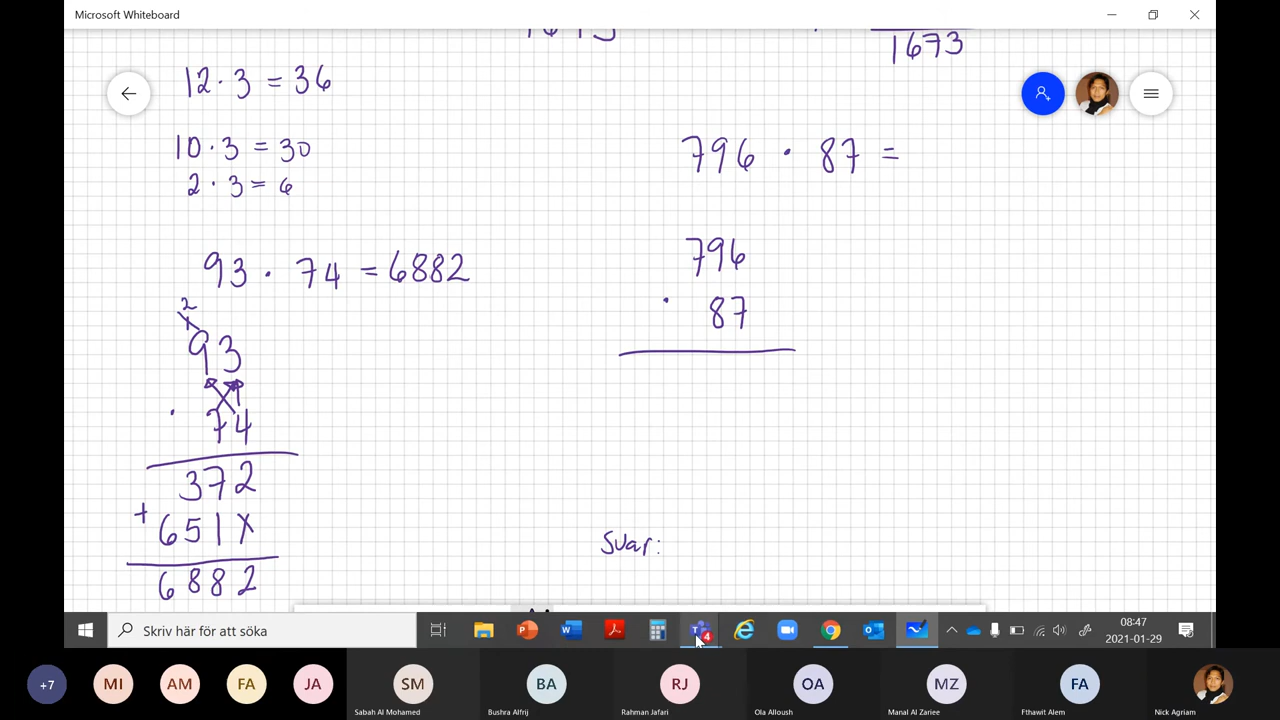 Microsoft Whiteboard
1673
12 · 3 = 36
10 · 3 = 30
2 · 3 = 6
93 · 74 = 6882
2
1
93
· 74
372
+ 651X
6882
796 · 87 =
796
· 87
Svar:
Skriv här för att söka
4
08:47
2021-01-29
+7
MI
AM
FA
JA
SM
Sabah Al Mohamed
BA
Bushra Alfrij
RJ
Rahman Jafari
OA
Ola Alloush
MZ
Manal Al Zariee
FA
Fthawit Alem
Nick Agriam